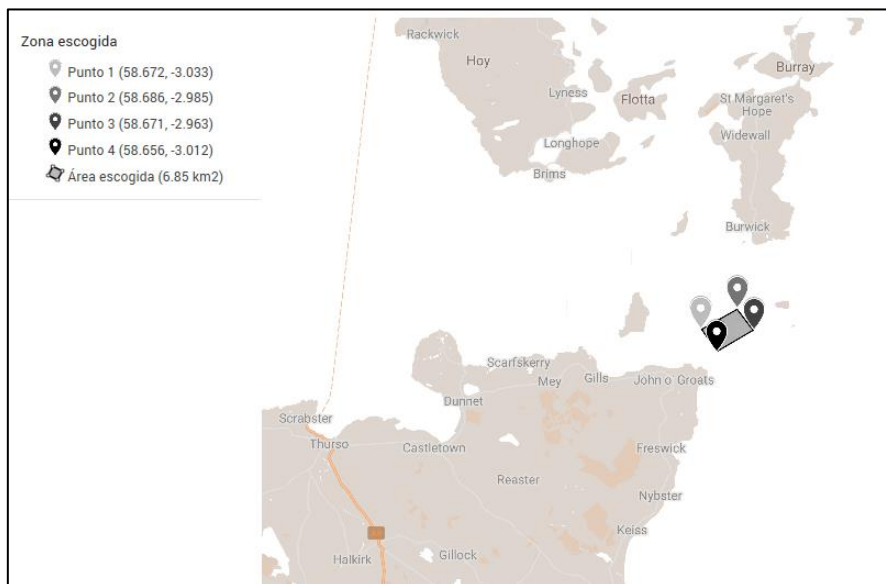 Zona escogida
Punto 1 (58.672, -3.033)
Punto 2 (58.686, -2.985)
Punto 3 (58.671, -2.963)
Punto 4 (58.656, -3.012)
Área escogida (6.85 km2)
Rackwick
Hoy
Burray
Lyness
Flotta
St Margaret's
Hope
Widewall
Longhope
Brims
Burwick
Scarfskerry
Mey
Gills
John o Groats
Dunnet
Scrabster
Thurso
Castletown
Freswick
Reaster
Nybster
Keiss
Halkirk
Gillock